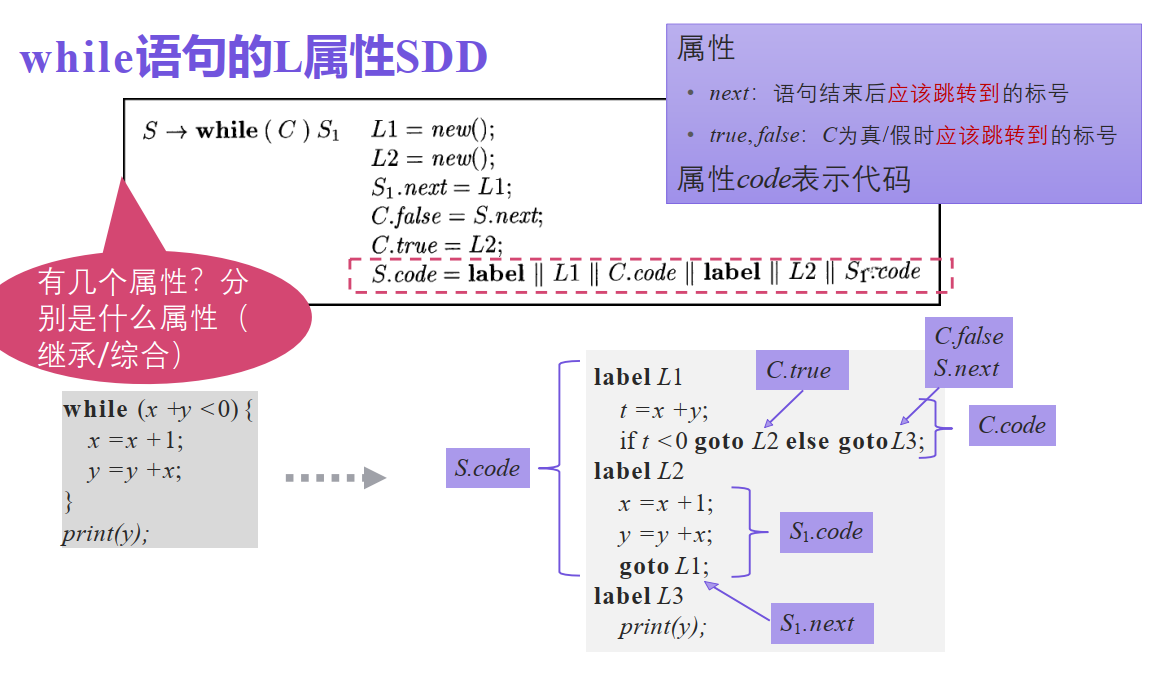 while语句的L属性SDD
属性
• next：语句结束后应该跳转到的标号
• true, false：C为真/假时应该跳转到的标号
属性code表示代码
S → while ( C ) S₁ L1 = new();
L2 = new();
S₁.next = L1;
C.false = S.next;
C.true = L2;
S.code = label ∥ L1 ∥ C.code ∥ label ∥ L2 ∥ S₁.code
有几个属性？分
别是什么属性（
继承/综合）
while (x +y <0) {
x =x +1;
y =y +x;
}
print(y);
S.code
label L1
t =x +y;
if t <0 goto L2 else goto L3;
label L2
x =x +1;
y =y +x;
goto L1;
label L3
print(y);
C.true
C.false
S.next
C.code
S₁.code
S₁.next